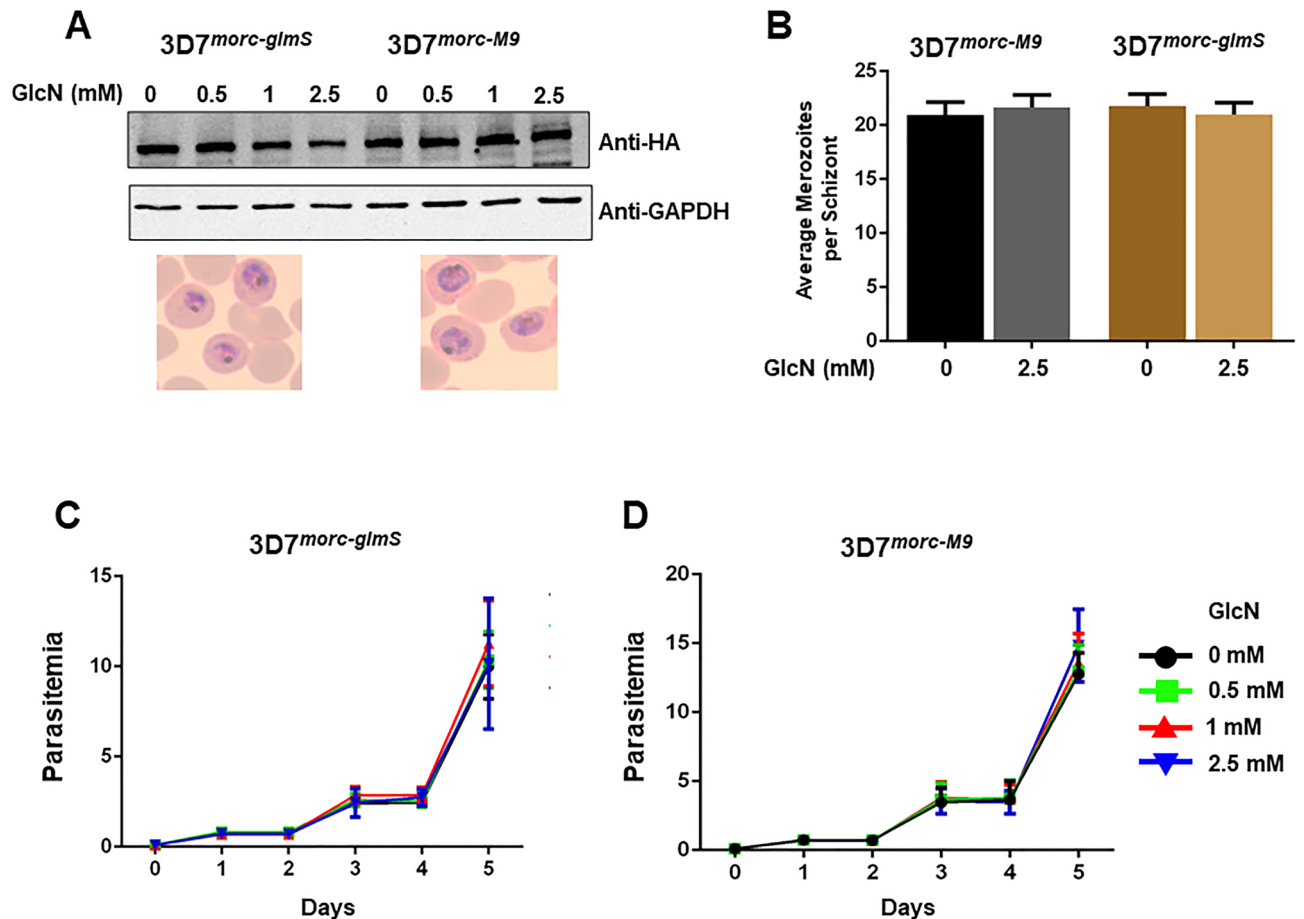 A
3D7morc-glmS 3D7morc-M9
GlcN (mM) 0 0.5 1 2.5 0 0.5 1 2.5
Anti-HA
Anti-GAPDH
B
3D7morc-M9 3D7morc-glmS
Average Merozoites
per Schizont
25
20
15
10
5
0
GlcN (mM) 0 2.5 0 2.5
C
3D7morc-glmS
Parasitemia
15
10
5
0
0 1 2 3 4 5
Days
D
3D7morc-M9
Parasitemia
20
15
10
5
0
0 1 2 3 4 5
Days
GlcN
0 mM
0.5 mM
1 mM
2.5 mM